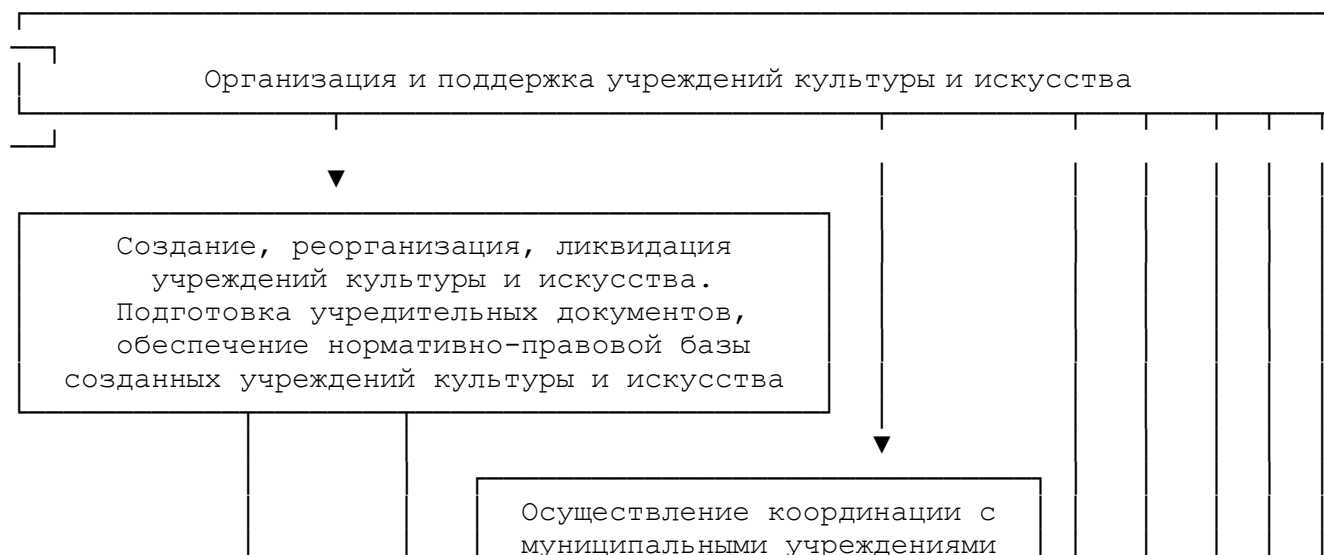 Организация и поддержка учреждений культуры и искусства
Создание, реорганизация, ликвидация
учреждений культуры и искусства.
Подготовка учредительных документов,
обеспечение нормативно-правовой базы
созданных учреждений культуры и искусства
Осуществление координации с
муниципальными учреждениями